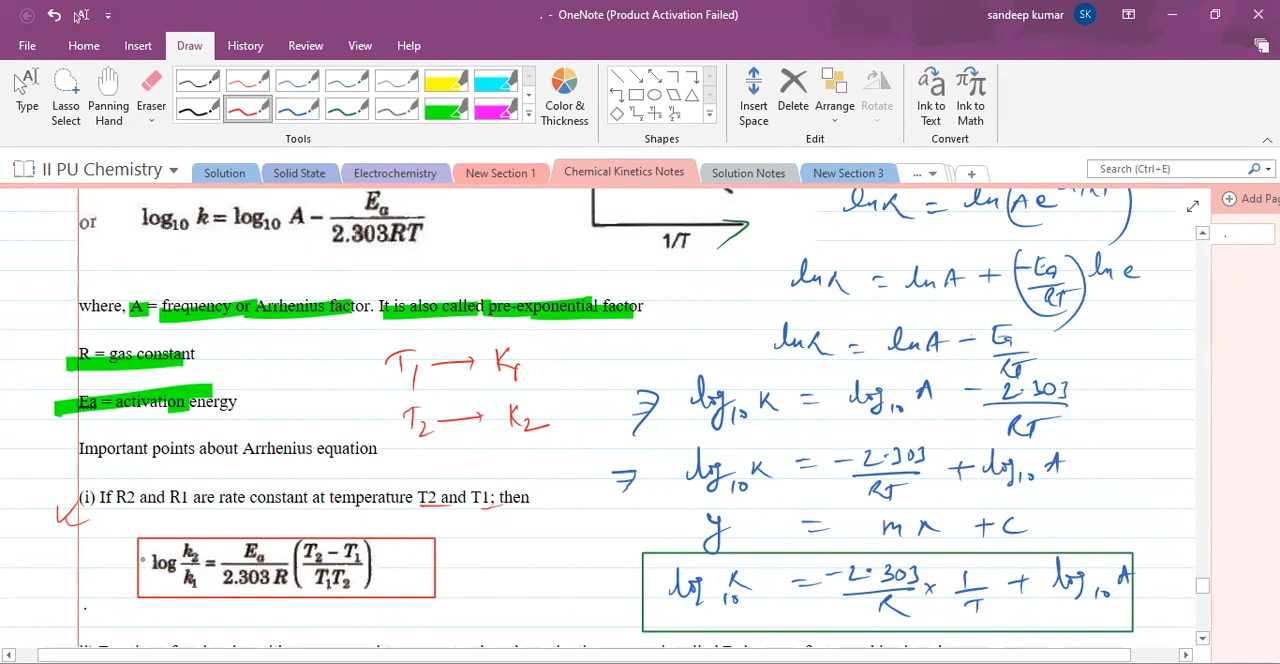 . - OneNote (Product Activation Failed)
sandeep kumar SK
File Home Insert Draw History Review View Help
Type Lasso Select Panning Hand Eraser
Color & Thickness
Insert Space Delete Arrange Rotate
Ink to Text Ink to Math
Tools Shapes Edit Convert
II PU Chemistry Solution Solid State Electrochemistry New Section 1 Chemical Kinetics Notes Solution Notes New Section 3 ... + Search (Ctrl+E)
Add Pag
.
or log₁₀ k = log₁₀ A − Eₐ/2.303RT
1/T
where, A = frequency or Arrhenius factor. It is also called pre-exponential factor
R = gas constant
Ea = activation energy
T₁ → K₁
T₂ → K₂
Important points about Arrhenius equation
(i) If R2 and R1 are rate constant at temperature T2 and T1; then
log k₂/k₁ = Eₐ/2.303 R (T₂ − T₁/T₁T₂)
.
ln k = ln A + (−Ea/RT) ln e
ln k = ln A − Ea/RT
⇒ log₁₀ K = log₁₀ A − 2.303/RT
⇒ log₁₀ K = −2.303/RT + log₁₀ A
y = mx + C
log₁₀ K = −2.303/R × 1/T + log₁₀ A